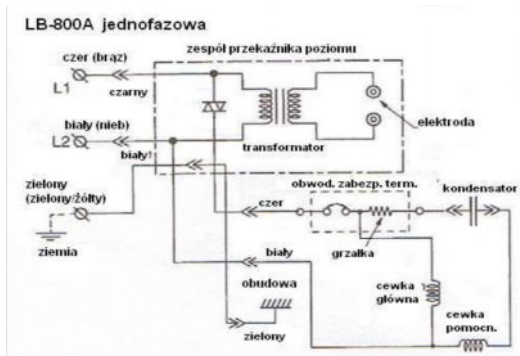 LB-800A jednofazowa
zespół przekaźnika poziomu
czer (brąz)
L1
czarny
biały (nieb)
L2
biały!
transformator
elektroda
zielony
(zielony/żółty)
ziemia
obwod. zabezp. term.
kondensator
czer
grzałka
biały
obudowa
cewka
główna
zielony
cewka
pomocn.